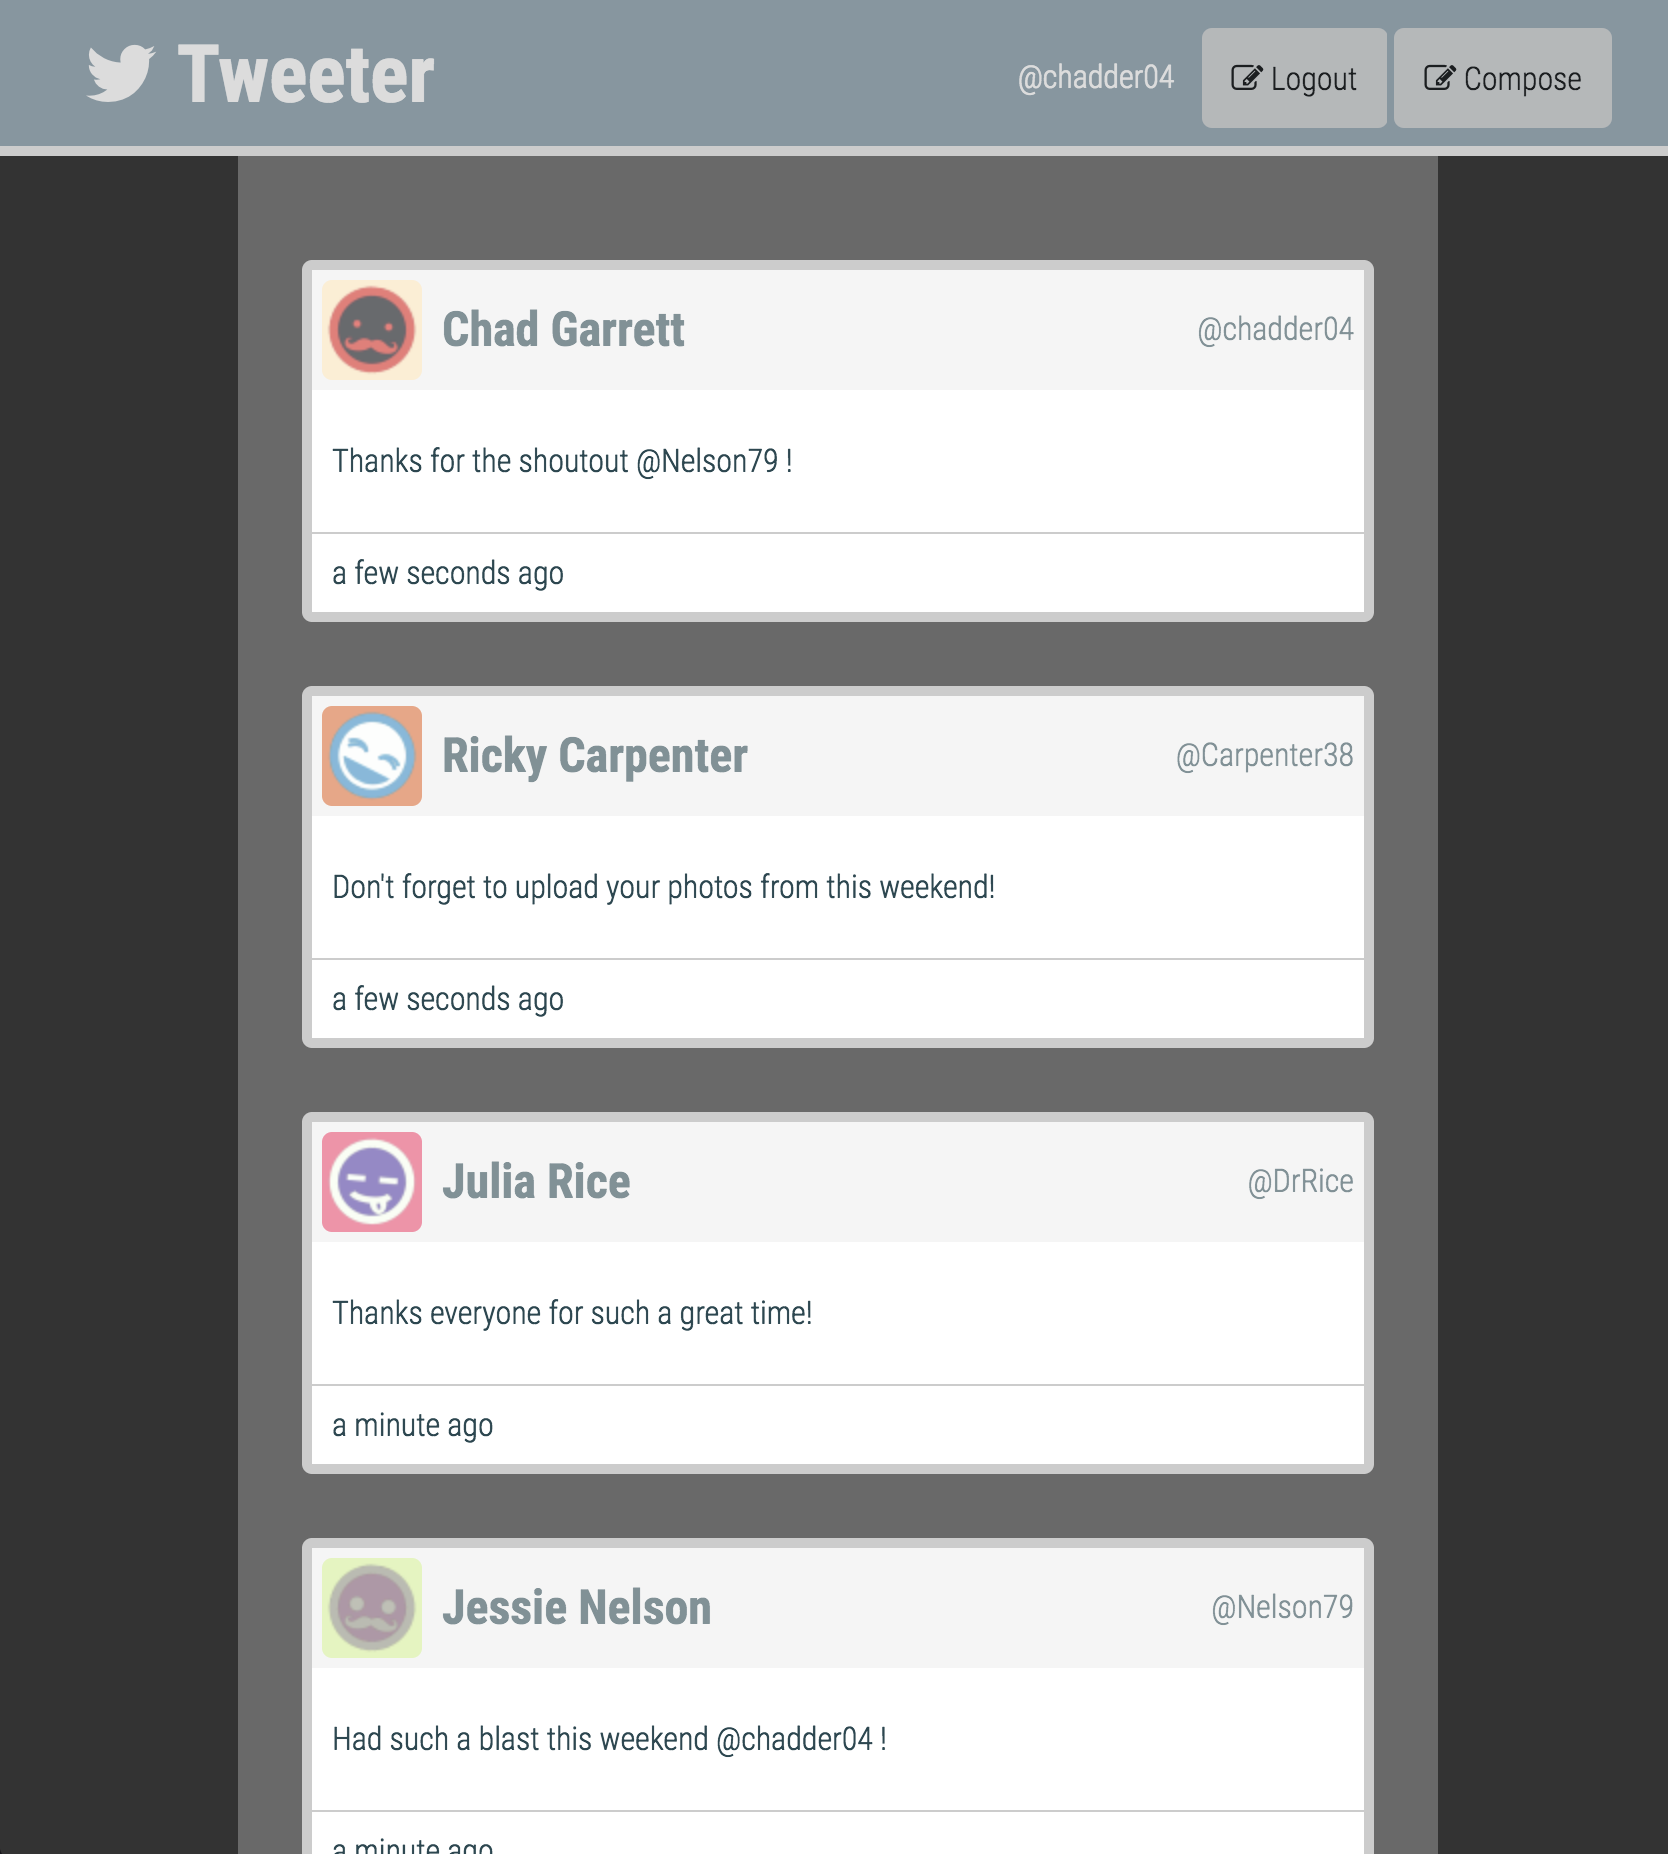 Tweeter
@chadder04
Logout
Compose
Chad Garrett
@chadder04
Thanks for the shoutout @Nelson79 !
a few seconds ago
Ricky Carpenter
@Carpenter38
Don't forget to upload your photos from this weekend!
a few seconds ago
Julia Rice
@DrRice
Thanks everyone for such a great time!
a minute ago
Jessie Nelson
@Nelson79
Had such a blast this weekend @chadder04 !
a minute ago